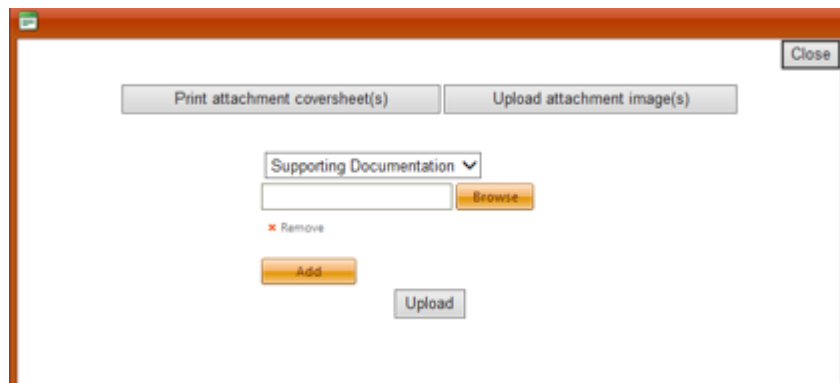 Close
Print attachment coversheet(s) Upload attachment image(s)
Supporting Documentation
Browse
× Remove
Add
Upload